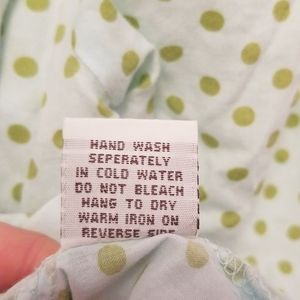 HAND WASH
SEPERATELY
IN COLD WATER
DO NOT BLEACH
HANG TO DRY
WARM IRON ON
REVERSE SIDE